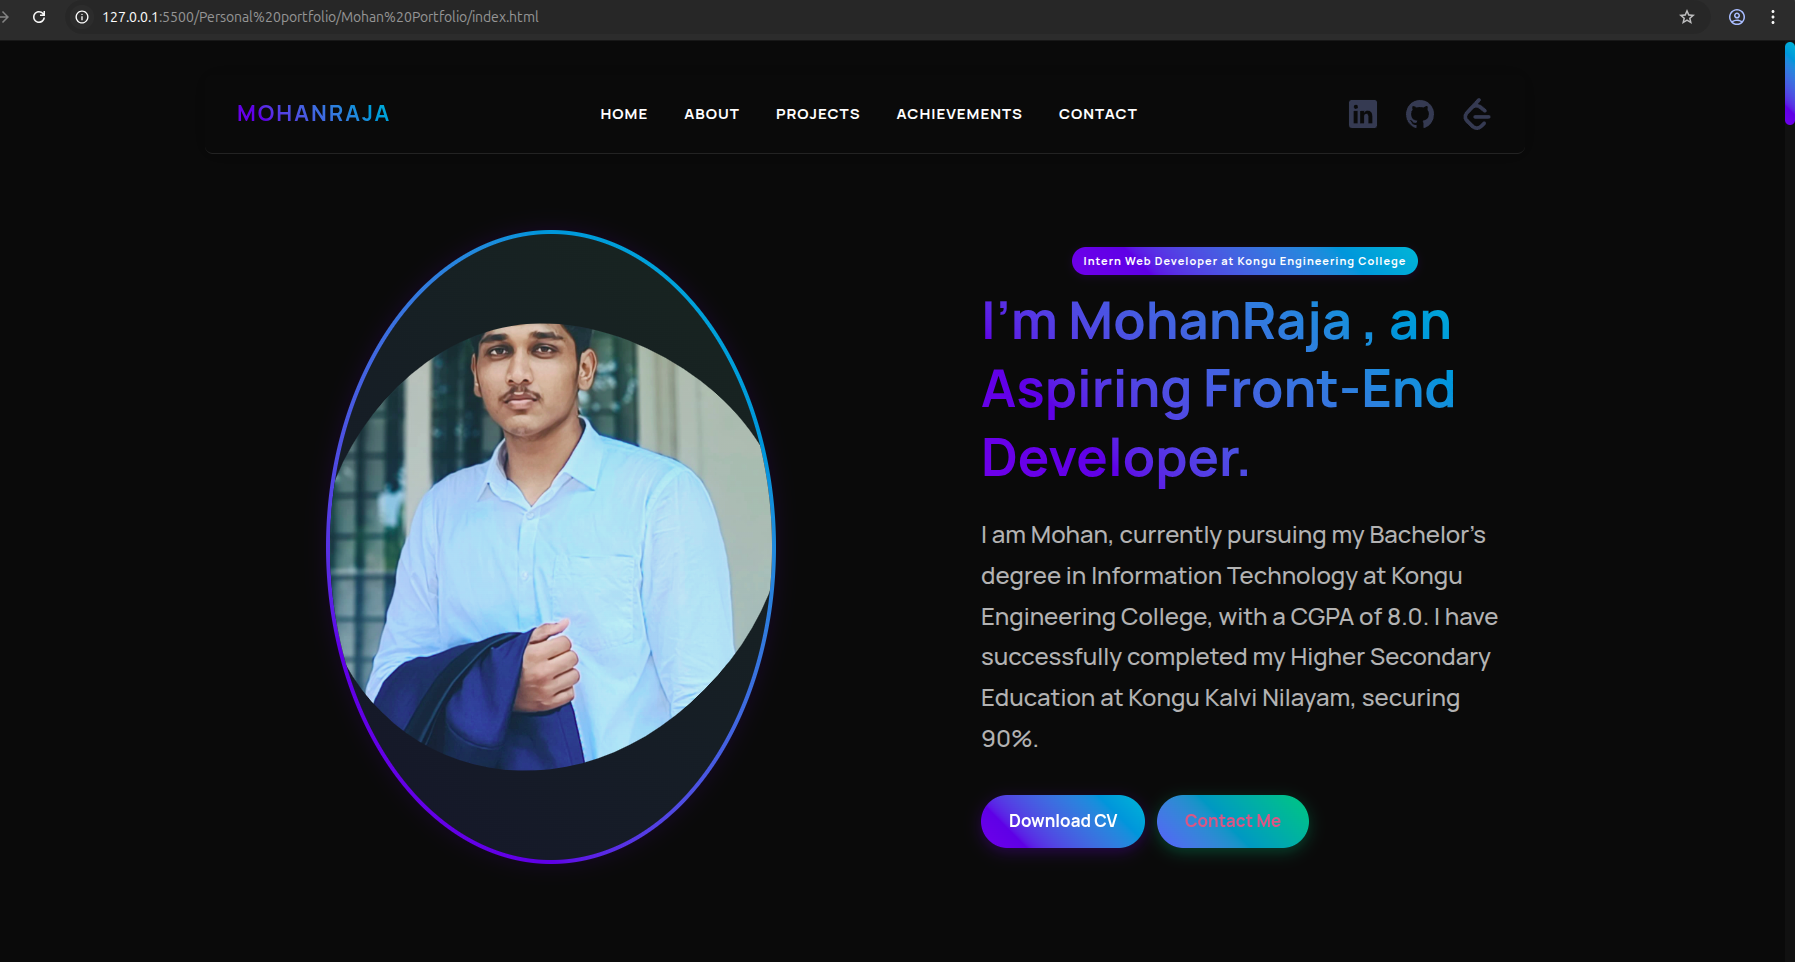 127.0.0.1:5500/Personal%20portfolio/Mohan%20Portfolio/index.html
MOHANRAJA
HOME ABOUT PROJECTS ACHIEVEMENTS CONTACT
in
Intern Web Developer at Kongu Engineering College
I'm MohanRaja , an
Aspiring Front-End
Developer.
I am Mohan, currently pursuing my Bachelor's
degree in Information Technology at Kongu
Engineering College, with a CGPA of 8.0. I have
successfully completed my Higher Secondary
Education at Kongu Kalvi Nilayam, securing
90%.
Download CV Contact Me